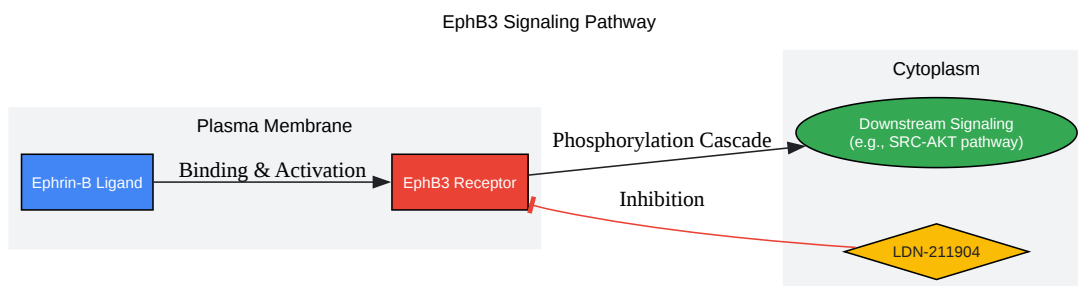 EphB3 Signaling Pathway
Plasma Membrane
Ephrin-B Ligand
Binding & Activation
EphB3 Receptor
Phosphorylation Cascade
Inhibition
Cytoplasm
Downstream Signaling
(e.g., SRC-AKT pathway)
LDN-211904